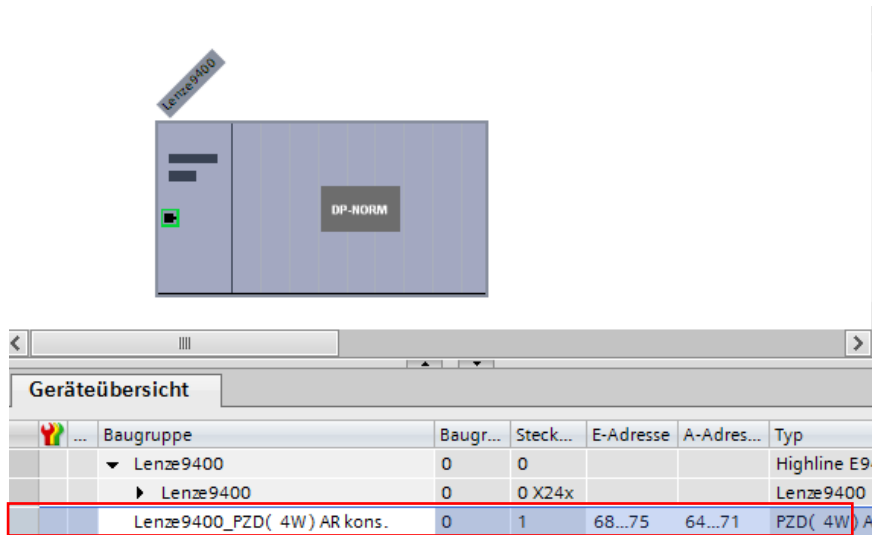 Lenze9400
DP-NORM
Geräteübersicht
... Baugruppe Baugr... Steck... E-Adresse A-Adres... Typ
Lenze9400 0 0 Highline E9
Lenze9400 0 0 X24x Lenze9400
Lenze9400_PZD( 4W) AR kons. 0 1 68...75 64...71 PZD( 4W) A